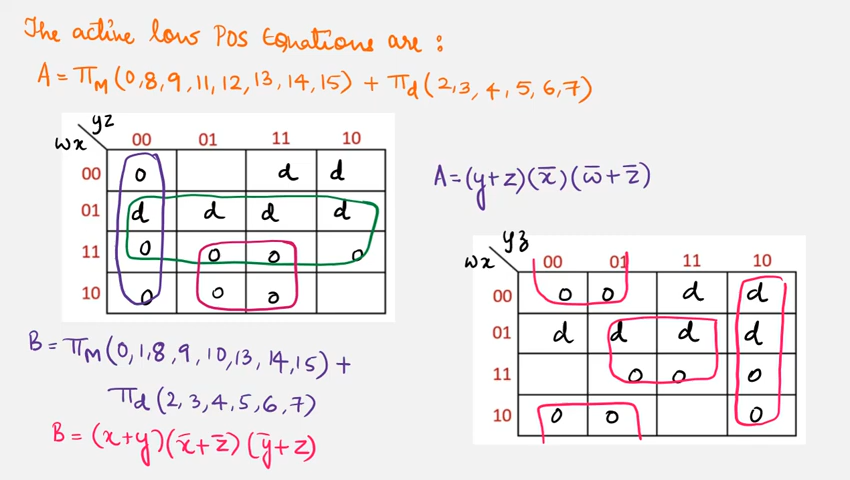 The active low POS Equations are :
A = πM(0,8,9,11,12,13,14,15) + πd(2,3,4,5,6,7)
yz
wx 00 01 11 10
00 0 d d
01 d d d d
11 0 0 0 0
10 0 0 0
A = (y+z)(x̄)(w̄+z̄)
yz
wx 00 01 11 10
00 0 0 d d
01 d d d d
11 0 0 0
10 0 0 0
B = πM(0,1,8,9,10,13,14,15) +
πd(2,3,4,5,6,7)
B = (x+y)(x̄+z̄)(ȳ+z)